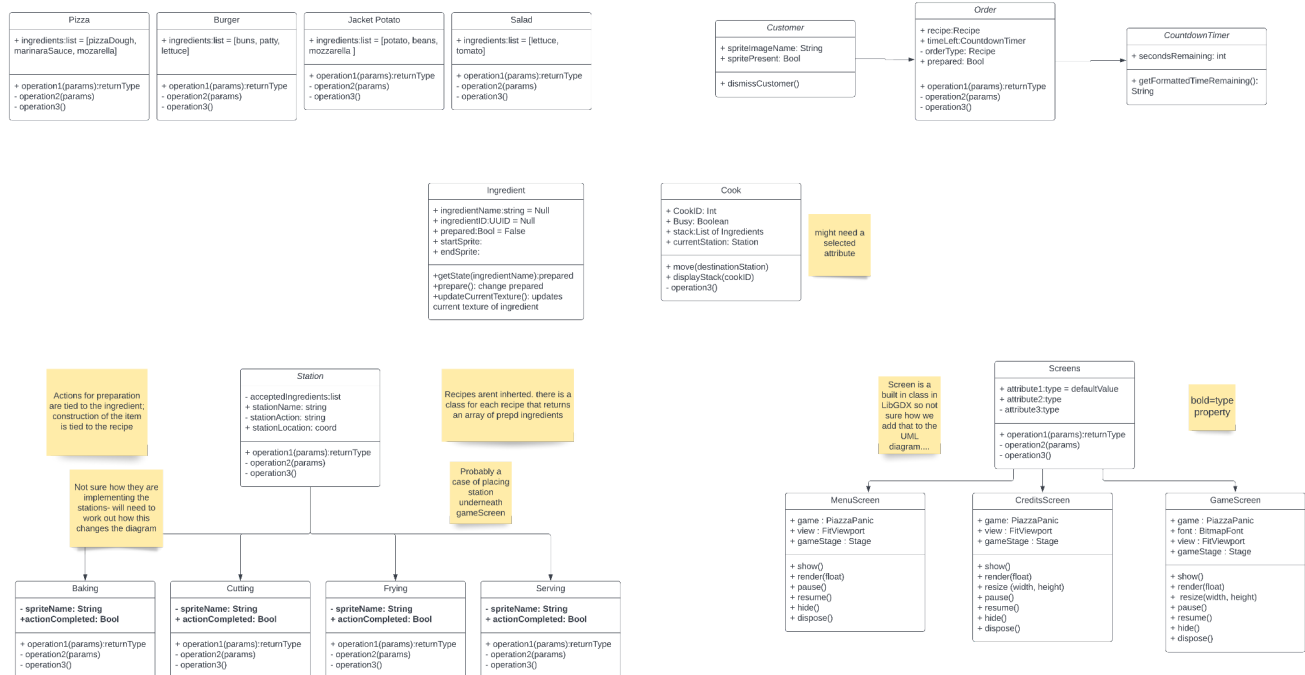 Pizza
+ ingredients:list = [pizzaDough,
marinaraSauce, mozarella]
+ operation1(params):returnType
- operation2(params)
- operation3()
Burger
+ ingredients:list = [buns, patty,
lettuce]
+ operation1(params):returnType
- operation2(params)
- operation3()
Jacket Potato
+ ingredients:list = [potato, beans,
mozzarella ]
+ operation1(params):returnType
- operation2(params)
- operation3()
Salad
+ ingredients:list = [lettuce,
tomato]
+ operation1(params):returnType
- operation2(params)
- operation3()
Customer
+ spriteImageName: String
+ spritePresent: Bool
+ dismissCustomer()
Order
+ recipe:Recipe
+ timeLeft:CountdownTimer
- orderType: Recipe
+ prepared: Bool
+ operation1(params):returnType
- operation2(params)
- operation3()
CountdownTimer
+ secondsRemaining: int
+ getFormattedTimeRemaining():
String
Ingredient
+ ingredientName:string = Null
+ ingredientID:UUID = Null
+ prepared:Bool = False
+ startSprite:
+ endSprite:
+getState(ingredientName):prepared
+prepare(): change prepared
+updateCurrentTexture(): updates
current texture of ingredient
Cook
+ CookID: Int
+ Busy: Boolean
+ stack:List of Ingredients
+ currentStation: Station
+ move(destinationStation)
+ displayStack(cookID)
- operation3()
might need a
selected
attribute
Actions for preparation
are tied to the ingredient;
construction of the item
is tied to the recipe
Not sure how they are
implementing the
stations- will need to
work out how this
changes the diagram
Station
- acceptedIngredients:list
+ stationName: string
- stationAction: string
+ stationLocation: coord
+ operation1(params):returnType
- operation2(params)
- operation3()
Recipes arent inherted. there is a
class for each recipe that returns
an array of prepd ingredients
Probably a
case of placing
station
underneath
gameScreen
Screen is a
built in class in
LibGDX so not
sure how we
add that to the
UML
diagram....
Screens
+ attribute1:type = defaultValue
+ attribute2:type
- attribute3:type
+ operation1(params):returnType
- operation2(params)
- operation3()
bold=type
property
Baking
- spriteName: String
+actionCompleted: Bool
+ operation1(params):returnType
- operation2(params)
- operation3()
Cutting
- spriteName: String
+ actionCompleted: Bool
+ operation1(params):returnType
- operation2(params)
- operation3()
Frying
- spriteName: String
+ actionCompleted: Bool
+ operation1(params):returnType
- operation2(params)
- operation3()
Serving
- spriteName: String
+ actionCompleted: Bool
+ operation1(params):returnType
- operation2(params)
- operation3()
MenuScreen
+ game : PiazzaPanic
+ view : FitViewport
+ gameStage : Stage
+ show()
+ render(float)
+ pause()
+ resume()
+ hide()
+ dispose()
CreditsScreen
+ game: PiazzaPanic
+ view : FitViewport
+ gameStage : Stage
+ show()
+ render(float)
+ resize (width, height)
+ pause()
+ resume()
+ hide()
+ dispose()
GameScreen
+ game : PiazzaPanic
+ font : BitmapFont
+ view : FitViewport
+ gameStage : Stage
+ show()
+ render(float)
+ resize(width, height)
+ pause()
+ resume()
+ hide()
+ dispose()